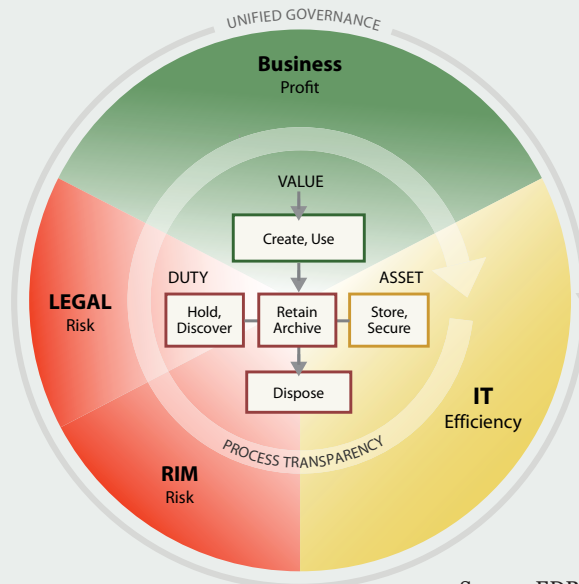 UNIFIED GOVERNANCE
Business
Profit
VALUE
Create, Use
DUTY
ASSET
Hold,
Discover
Retain
Archive
Store,
Secure
LEGAL
Risk
Dispose
IT
Efficiency
PROCESS TRANSPARENCY
RIM
Risk